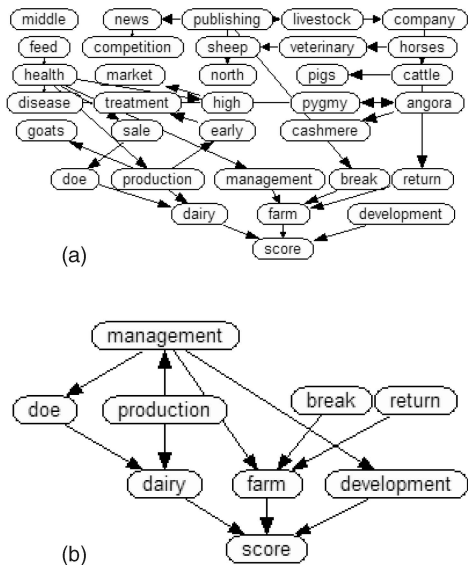 middle news publishing livestock company
feed competition sheep veterinary horses
health market north pigs cattle
disease treatment high pygmy angora
goats sale early cashmere
doe production management break return
dairy farm development
score
(a)
management
doe production break return
dairy farm development
score
(b)